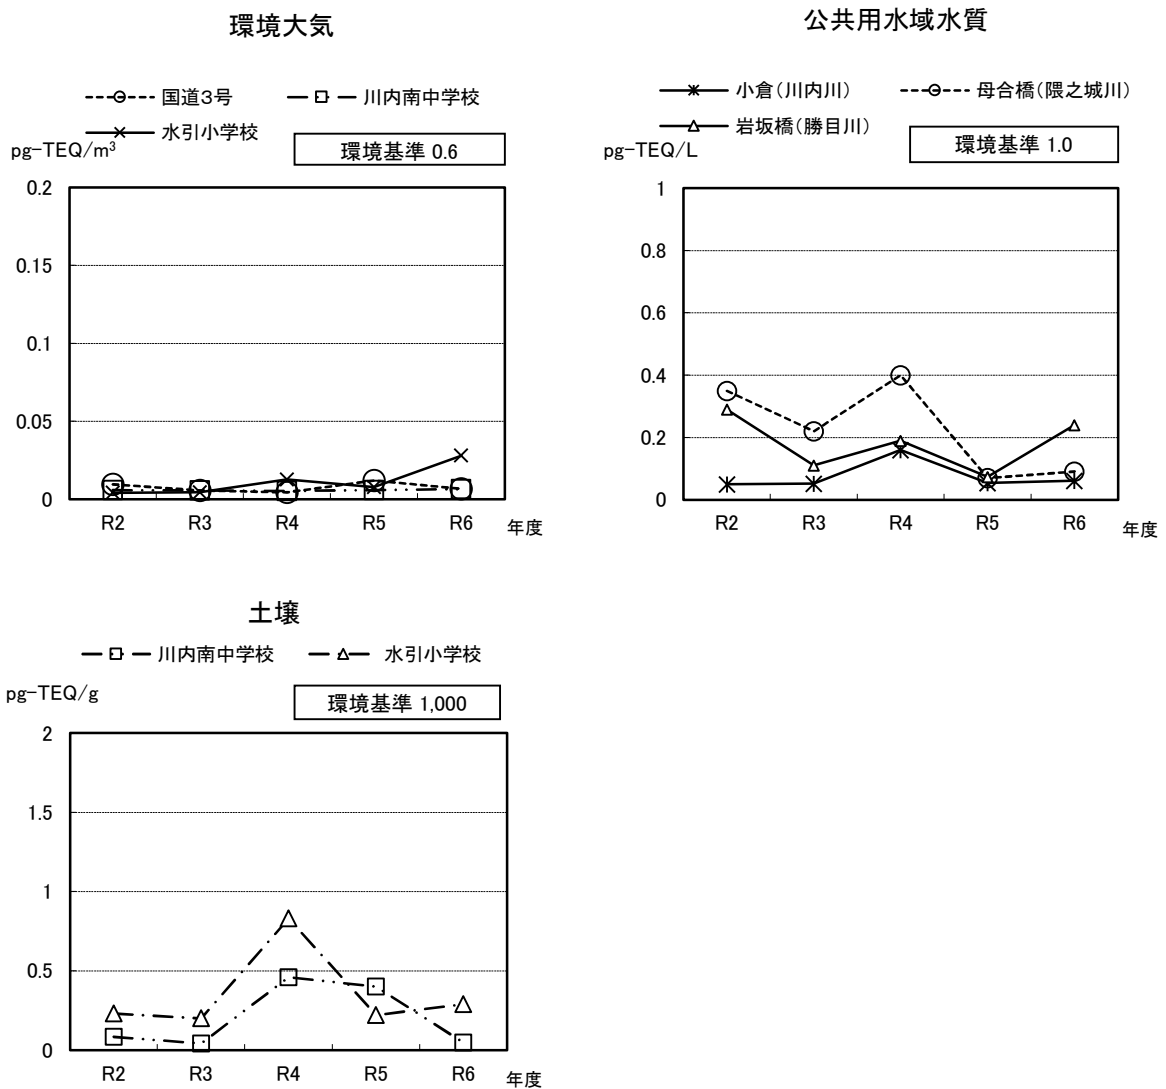 環境大気
国道3号
川内南中学校
水引小学校
pg-TEQ/m³
環境基準 0.6
0.2
0.15
0.1
0.05
0
R2 R3 R4 R5 R6 年度
公共用水域水質
小倉(川内川)
母合橋(隈之城川)
岩坂橋(勝目川)
pg-TEQ/L
環境基準 1.0
1
0.8
0.6
0.4
0.2
0
R2 R3 R4 R5 R6 年度
土壌
川内南中学校
水引小学校
pg-TEQ/g
環境基準 1,000
2
1.5
1
0.5
0
R2 R3 R4 R5 R6 年度